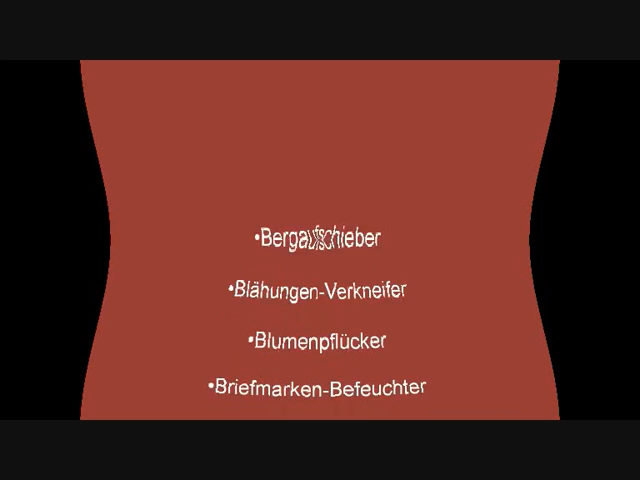 •Bergaufschieber
•Blähungen-Verkneifer
•Blumenpflücker
•Briefmarken-Befeuchter